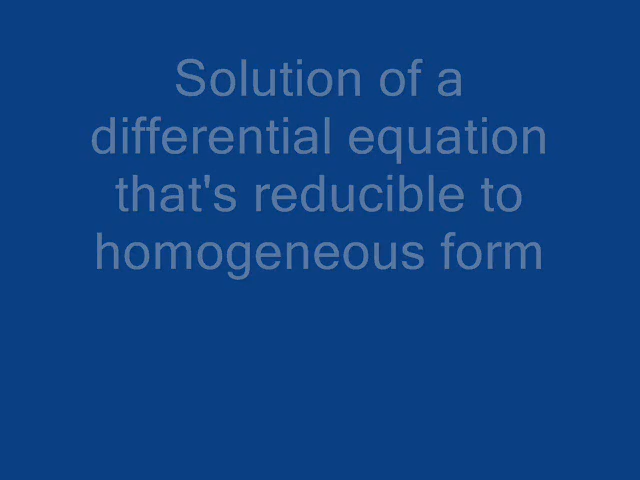 Solution of a
differential equation
that's reducible to
homogeneous form